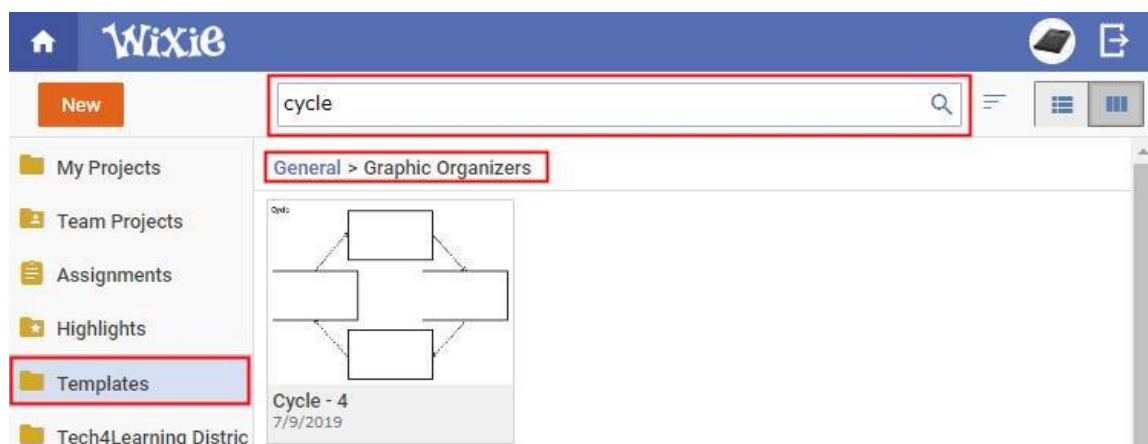 Wixie
New
cycle
My Projects
General > Graphic Organizers
Team Projects
Assignments
Highlights
Templates
Tech4Learning Distric
Cycle
Cycle - 4
7/9/2019